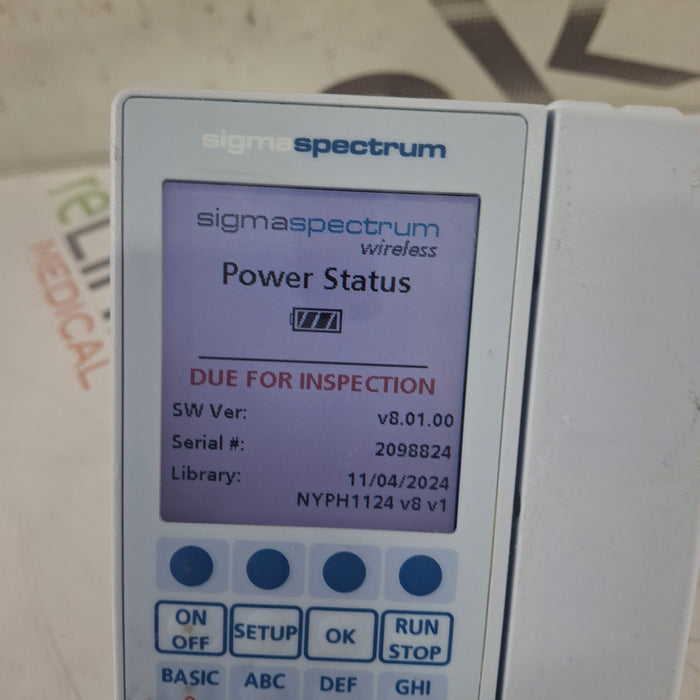 sigmaspectrum
sigmaspectrum
wireless
Power Status
DUE FOR INSPECTION
SW Ver: v8.01.00
Serial #: 2098824
Library: 11/04/2024
NYPH1124 v8 v1
ON OFF
SETUP
OK
RUN STOP
BASIC
ABC
DEF
GHI
MEDICAL